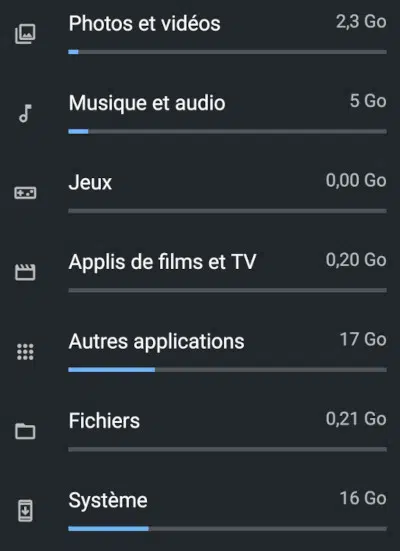 Photos et vidéos 2,3 Go
Musique et audio 5 Go
Jeux 0,00 Go
Applis de films et TV 0,20 Go
Autres applications 17 Go
Fichiers 0,21 Go
Système 16 Go